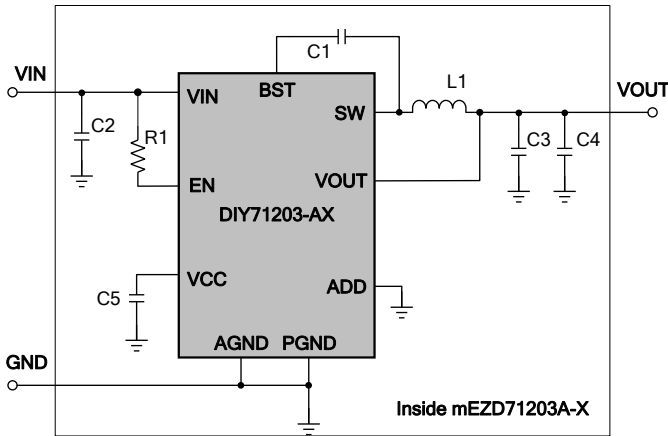 C1
VIN
VIN
BST
L1
VOUT
SW
C2
R1
C3
C4
EN
VOUT
DIY71203-AX
VCC
ADD
C5
AGND
PGND
GND
Inside mEZD71203A-X